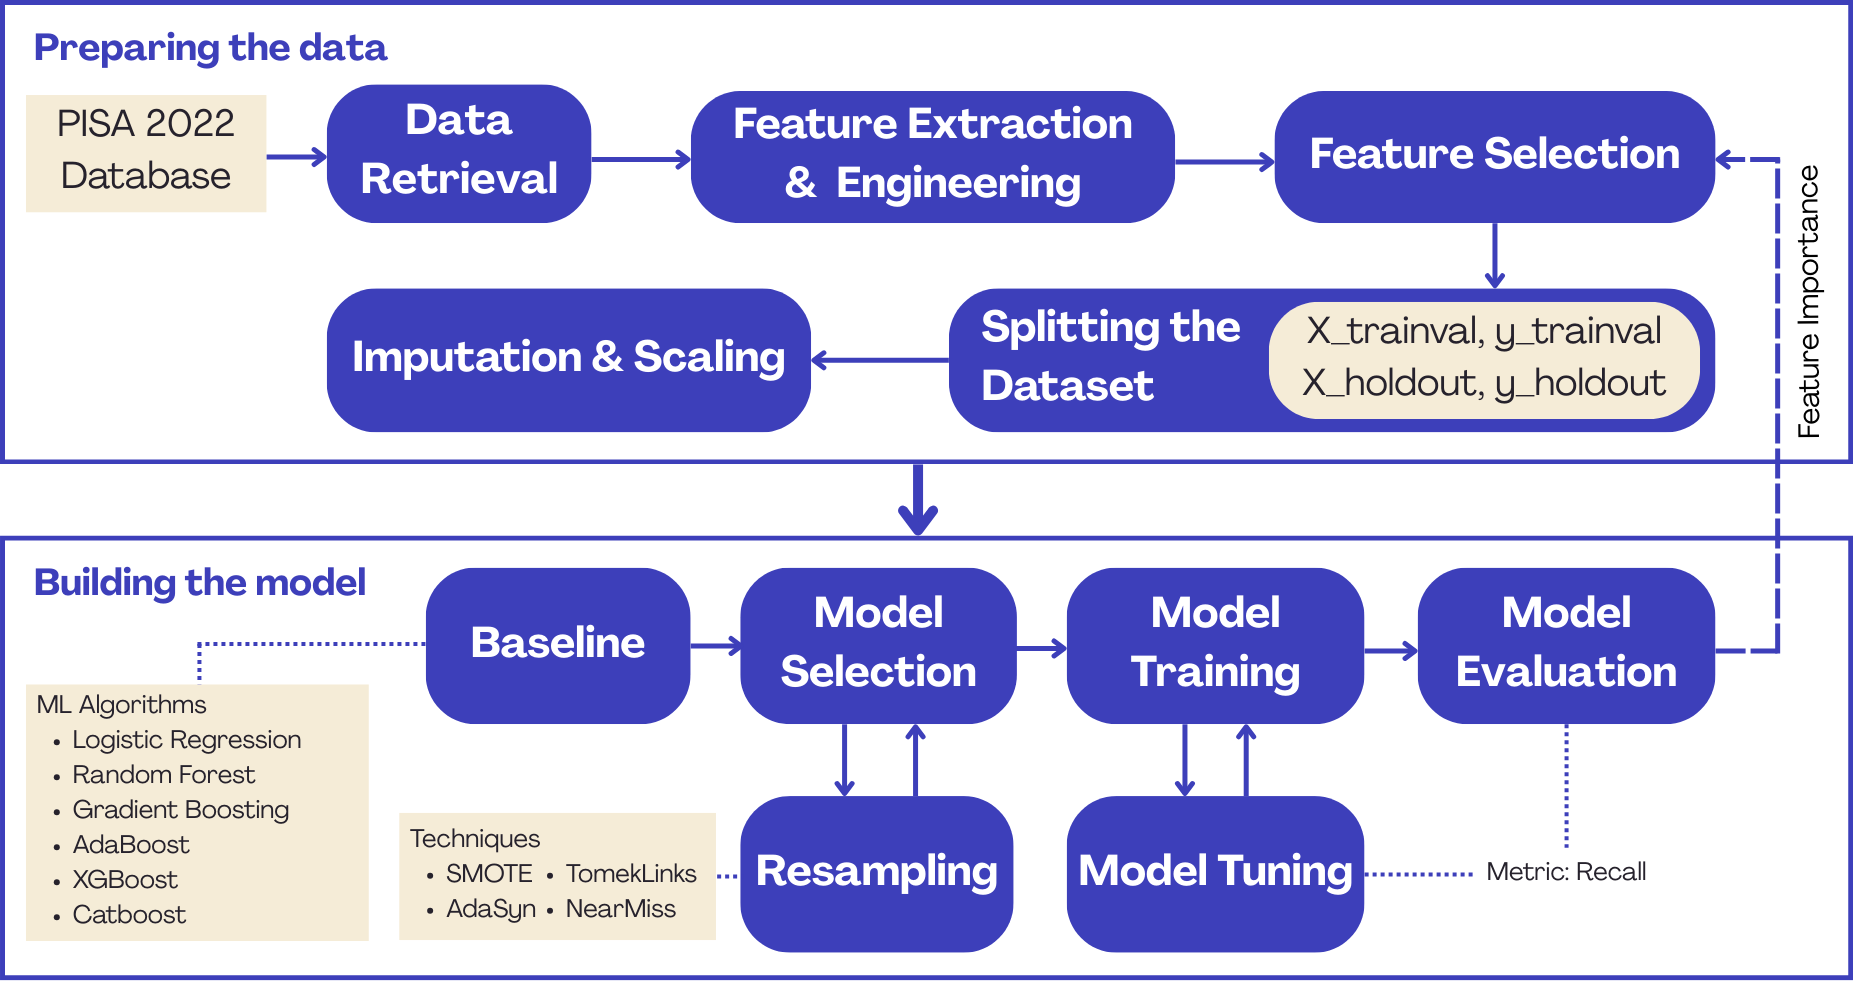 Preparing the data
PISA 2022
Database
Data
Retrieval
Feature Extraction
& Engineering
Feature Selection
Feature Importance
Splitting the
Dataset
X_trainval, y_trainval
X_holdout, y_holdout
Imputation & Scaling
Building the model
Baseline
Model
Selection
Model
Training
Model
Evaluation
ML Algorithms
• Logistic Regression
• Random Forest
• Gradient Boosting
• AdaBoost
• XGBoost
• Catboost
Techniques
• SMOTE • TomekLinks
• AdaSyn • NearMiss
Resampling
Model Tuning
Metric: Recall